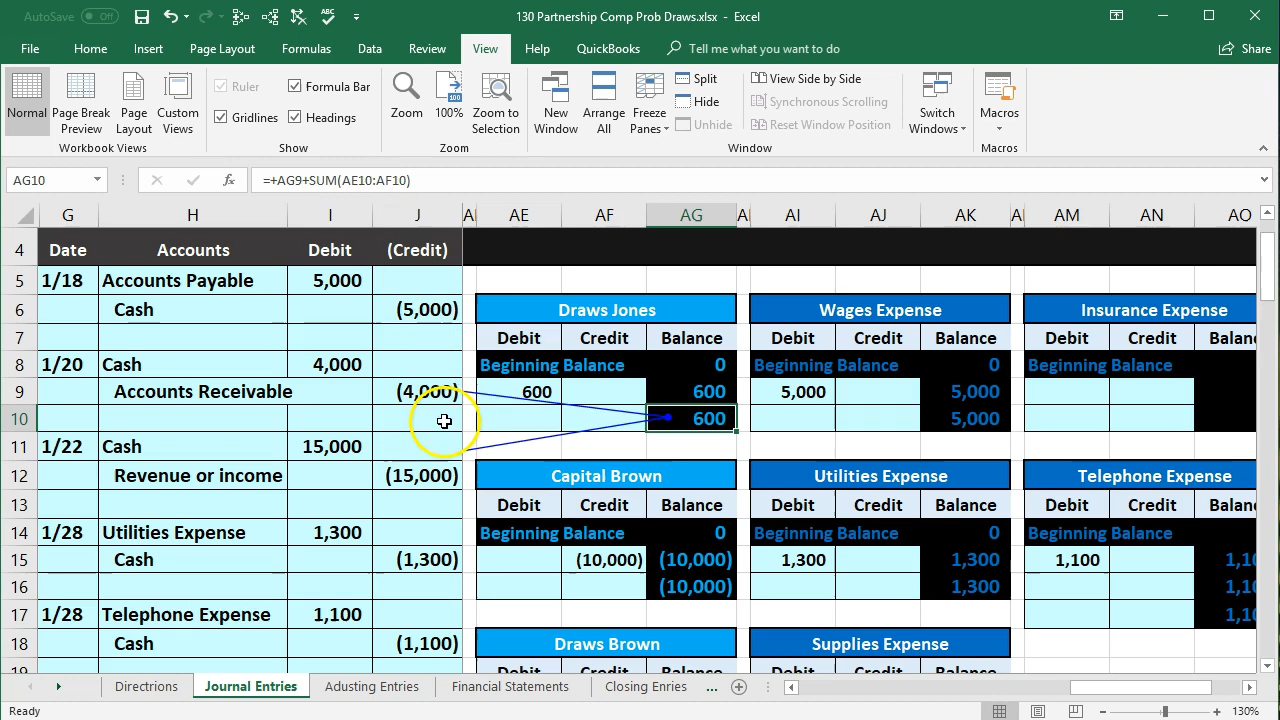 AutoSave Off 130 Partnership Comp Prob Draws.xlsx - Excel
File Home Insert Page Layout Formulas Data Review View Help QuickBooks Tell me what you want to do Share
Normal Page Break Preview Page Layout Custom Views
Workbook Views
Ruler Formula Bar
Gridlines Headings
Show
Zoom 100% Zoom to Selection
Zoom
New Window Arrange All Freeze Panes
Split
Hide
Unhide
View Side by Side
Synchronous Scrolling
Reset Window Position
Switch Windows
Window
Macros
Macros
AG10 fx =+AG9+SUM(AE10:AF10)
G H I J AE AF AG AI AJ AK AM AN AO
4 Date Accounts Debit (Credit)
5 1/18 Accounts Payable 5,000
6 Cash (5,000) Draws Jones Wages Expense Insurance Expense
7 Debit Credit Balance Debit Credit Balance Debit Credit
8 1/20 Cash 4,000 Beginning Balance 0 Beginning Balance 0 Beginning Balance
9 Accounts Receivable (4,000) 600 600 5,000 5,000
10 600 5,000
11 1/22 Cash 15,000
12 Revenue or income (15,000) Capital Brown Utilities Expense Telephone Expense
13 Debit Credit Balance Debit Credit Balance Debit Credit
14 1/28 Utilities Expense 1,300 Beginning Balance 0 Beginning Balance 0 Beginning Balance
15 Cash (1,300) (10,000) (10,000) 1,300 1,300 1,100
16 (10,000) 1,300
17 1/28 Telephone Expense 1,100
18 Cash (1,100) Draws Brown Supplies Expense
Directions Journal Entries Adusting Entries Financial Statements Closing Enries ...
Ready 130%